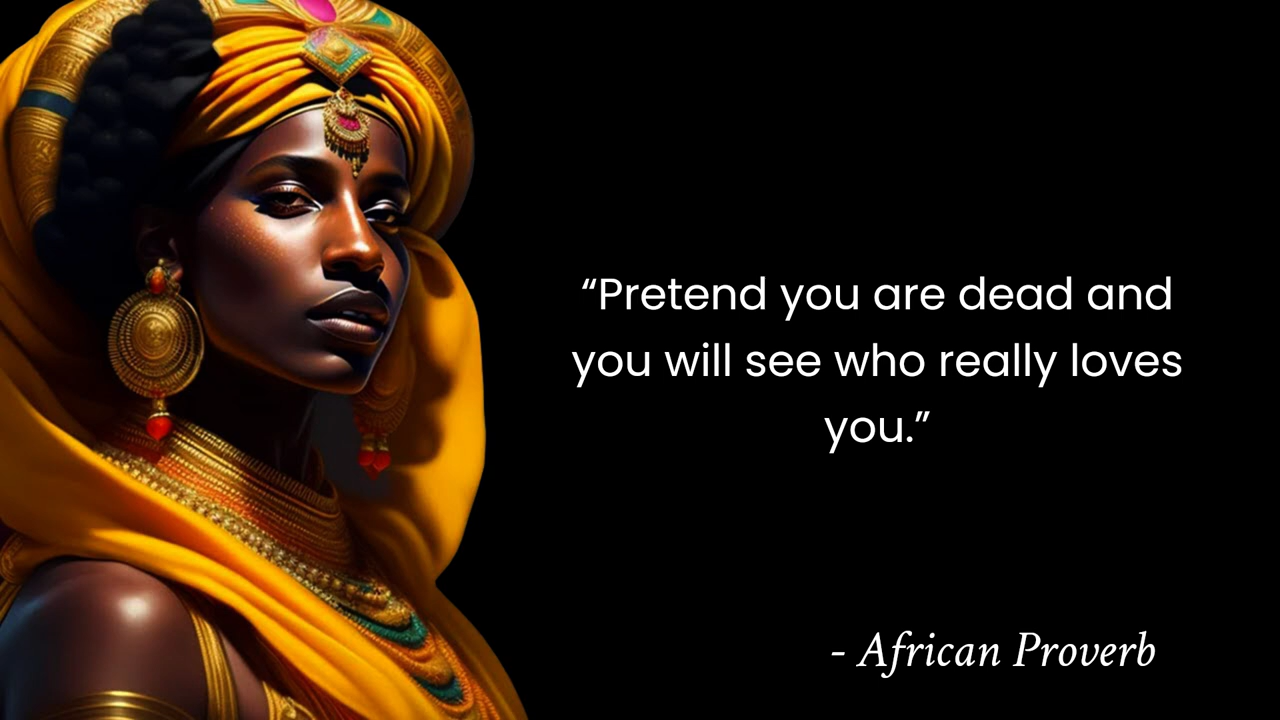 “Pretend you are dead and
you will see who really loves
you.”
- African Proverb